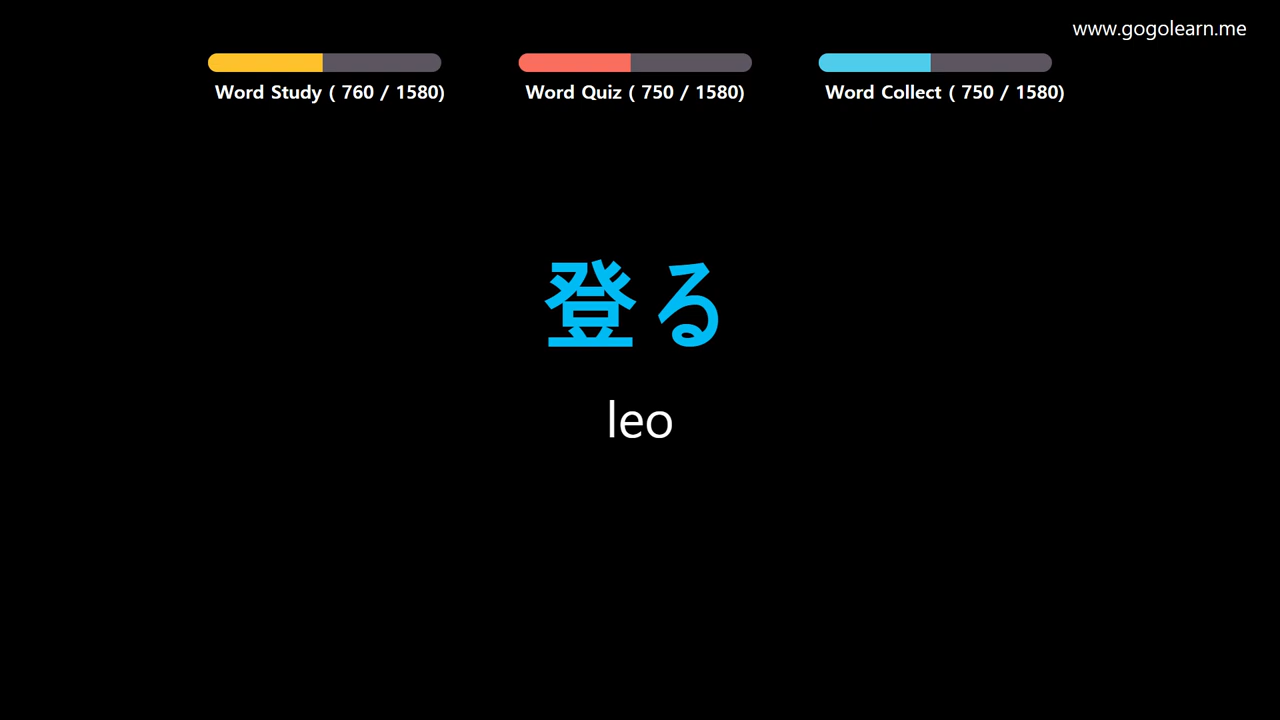 www.gogolearn.me
Word Study ( 760 / 1580)
Word Quiz ( 750 / 1580)
Word Collect ( 750 / 1580)
登る
leo